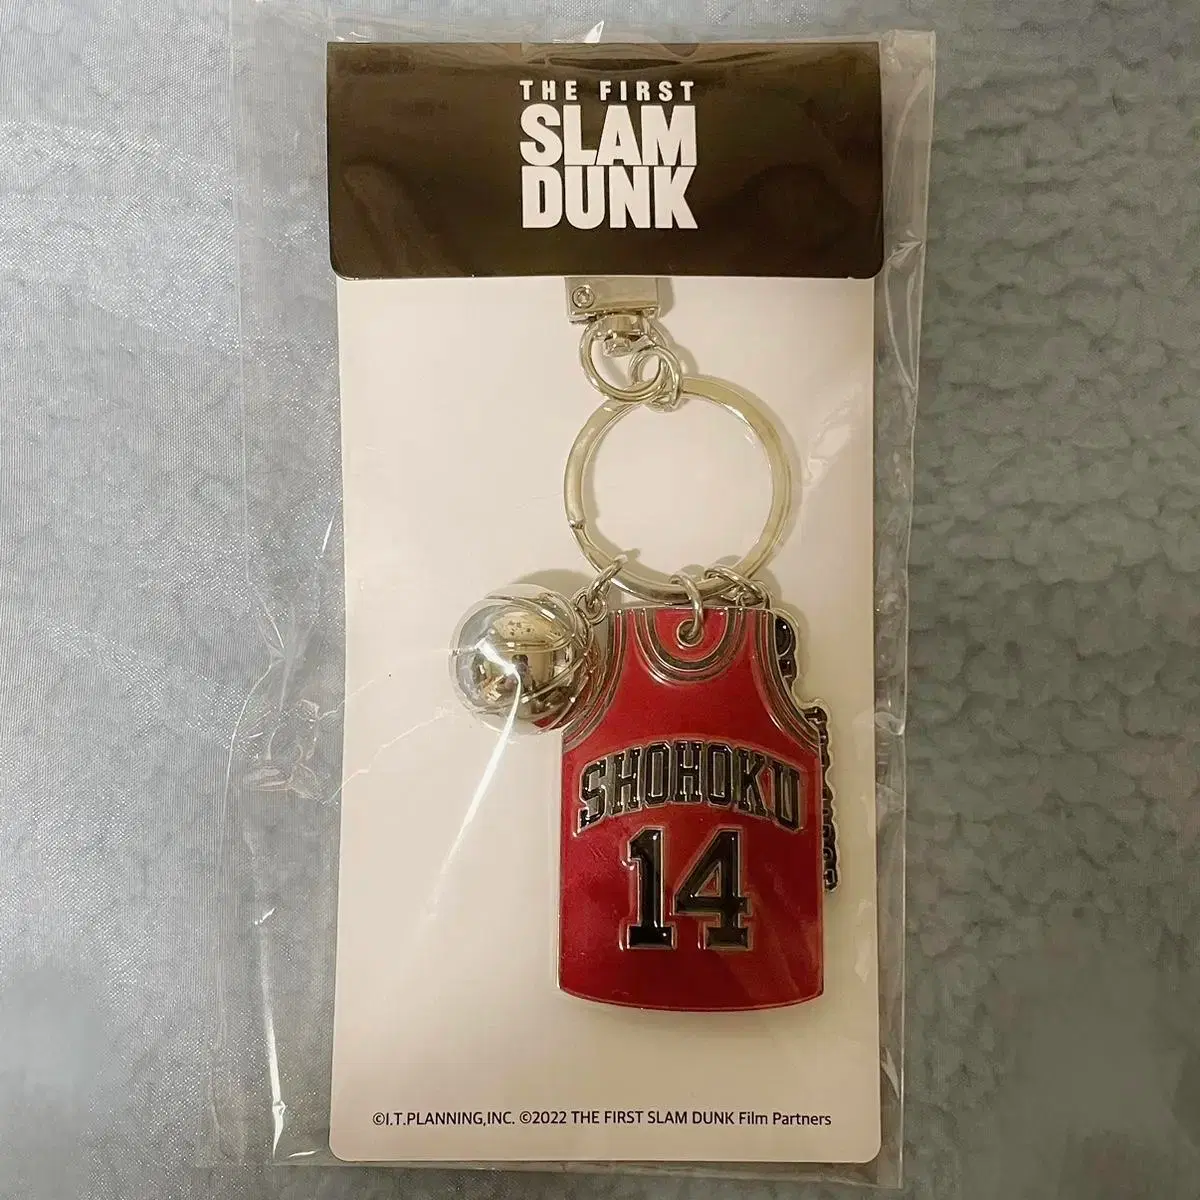 THE FIRST
SLAM
DUNK
SHOHOKU
14
©I.T.PLANNING,INC. ©2022 THE FIRST SLAM DUNK Film Partners